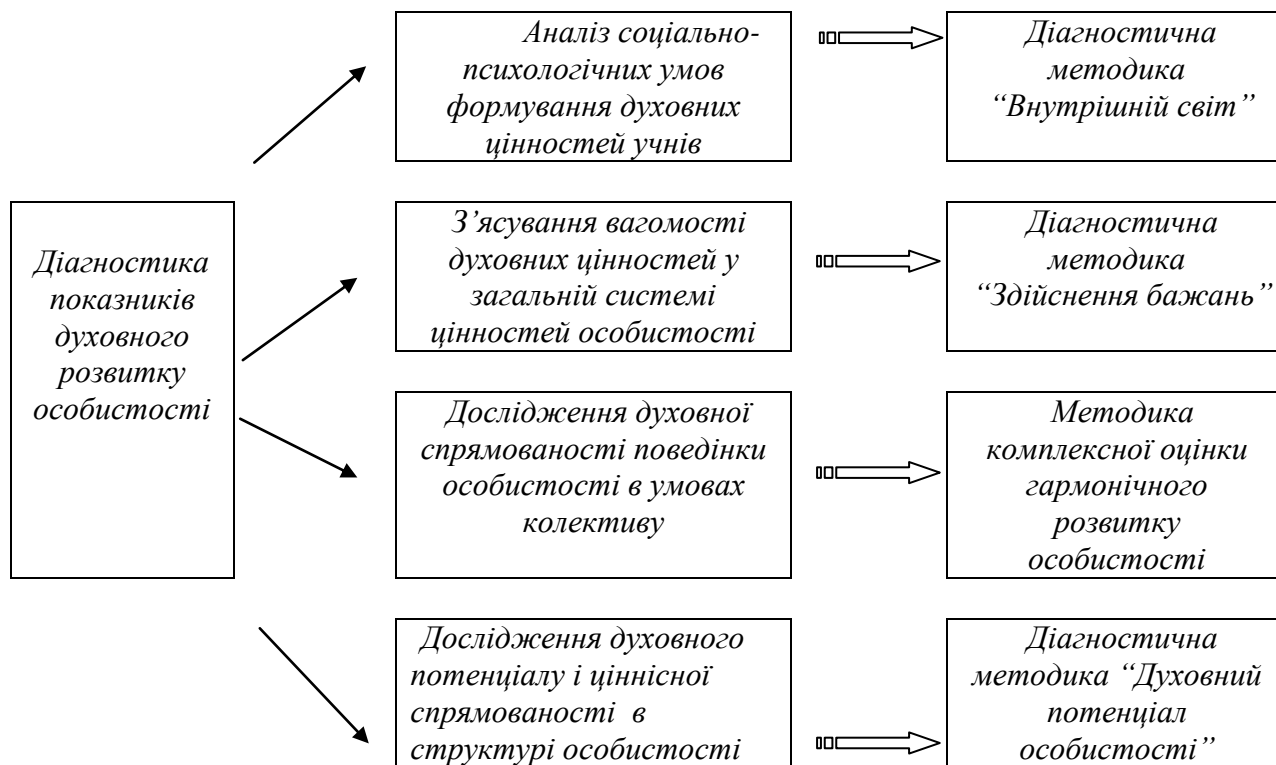 Діагностика
показників
духовного
розвитку
особистості
Аналіз соціально-
психологічних умов
формування духовних
цінностей учнів
Діагностична
методика
“Внутрішній світ”
З’ясування вагомості
духовних цінностей у
загальній системі
цінностей особистості
Діагностична
методика
“Здійснення бажань”
Дослідження духовної
спрямованості поведінки
особистості в умовах
колективу
Методика
комплексної оцінки
гармонічного
розвитку
особистості
Дослідження духовного
потенціалу і ціннісної
спрямованості в
структурі особистості
Діагностична
методика “Духовний
потенціал
особистості”